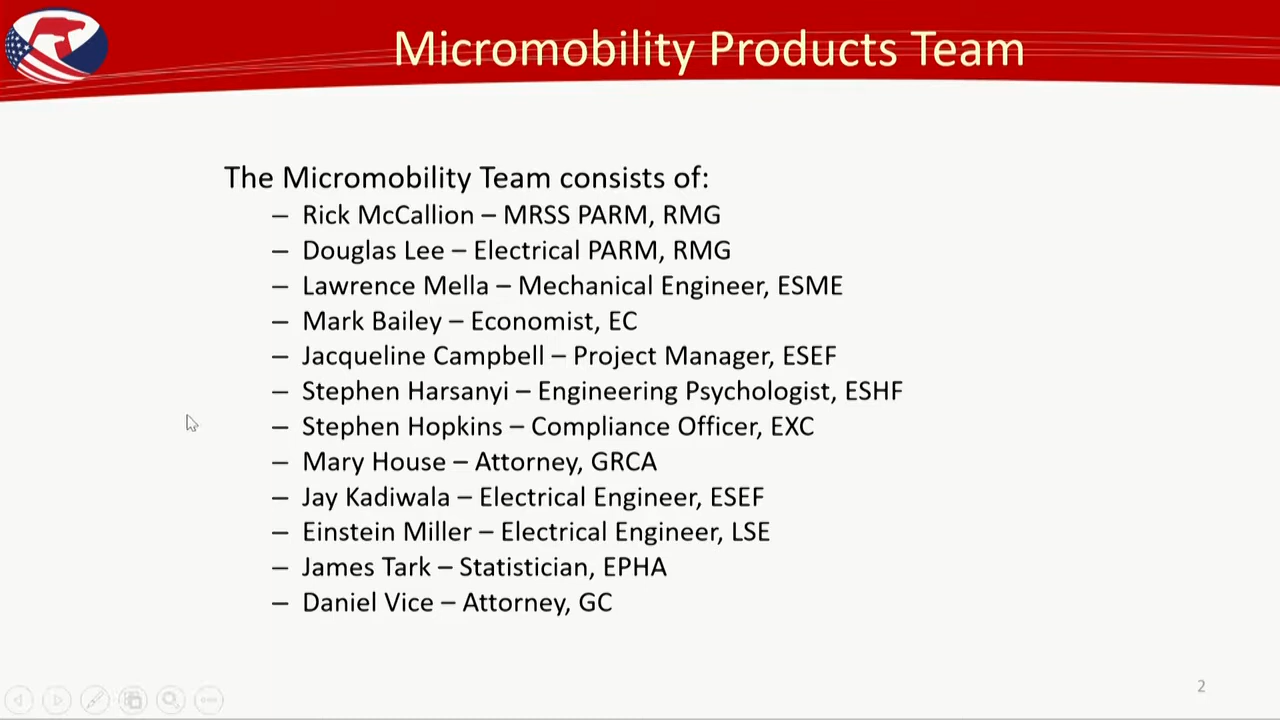 Micromobility Products Team
The Micromobility Team consists of:
– Rick McCallion – MRSS PARM, RMG
– Douglas Lee – Electrical PARM, RMG
– Lawrence Mella – Mechanical Engineer, ESME
– Mark Bailey – Economist, EC
– Jacqueline Campbell – Project Manager, ESEF
– Stephen Harsanyi – Engineering Psychologist, ESHF
– Stephen Hopkins – Compliance Officer, EXC
– Mary House – Attorney, GRCA
– Jay Kadiwala – Electrical Engineer, ESEF
– Einstein Miller – Electrical Engineer, LSE
– James Tark – Statistician, EPHA
– Daniel Vice – Attorney, GC
2